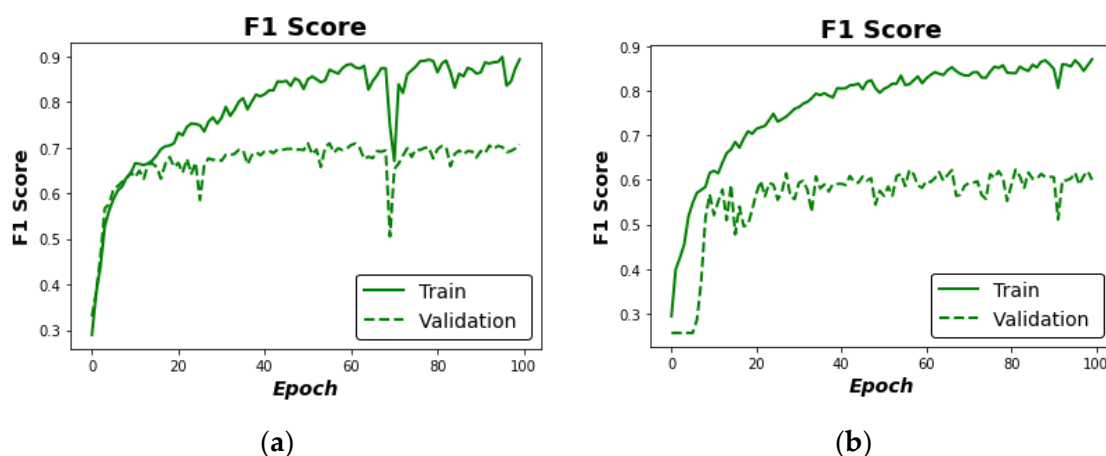 F1 Score
0.9
0.8
0.7
0.6
0.5
0.4
0.3
F1 Score
Train
Validation
0 20 40 60 80 100
Epoch
(a)
F1 Score
0.9
0.8
0.7
0.6
0.5
0.4
0.3
F1 Score
Train
Validation
0 20 40 60 80 100
Epoch
(b)